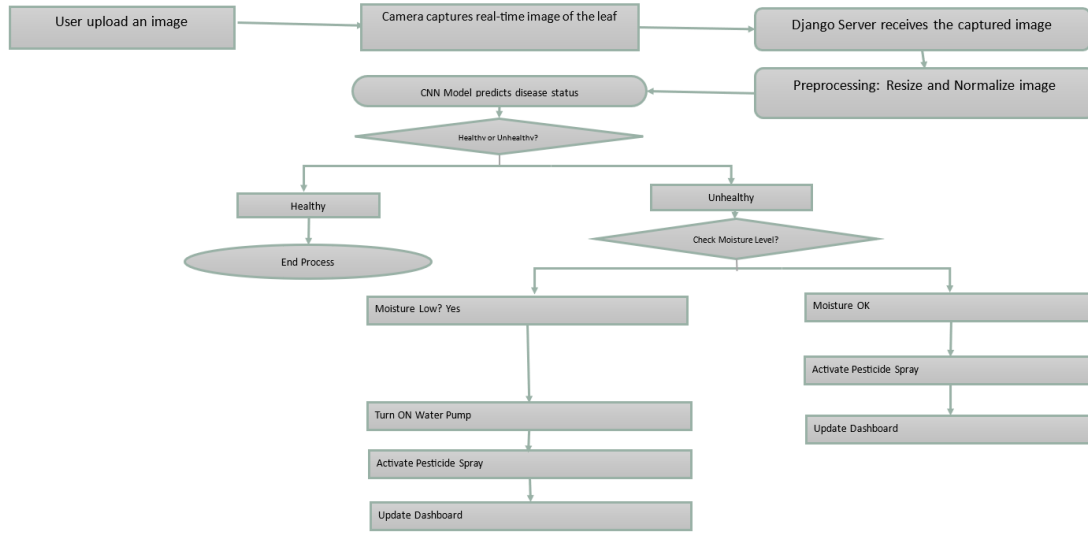 User upload an image
Camera captures real-time image of the leaf
Django Server receives the captured image
Preprocessing: Resize and Normalize image
CNN Model predicts disease status
Healthy or Unhealthy?
Healthy
Unhealthy
End Process
Check Moisture Level?
Moisture Low? Yes
Moisture OK
Activate Pesticide Spray
Update Dashboard
Turn ON Water Pump
Activate Pesticide Spray
Update Dashboard